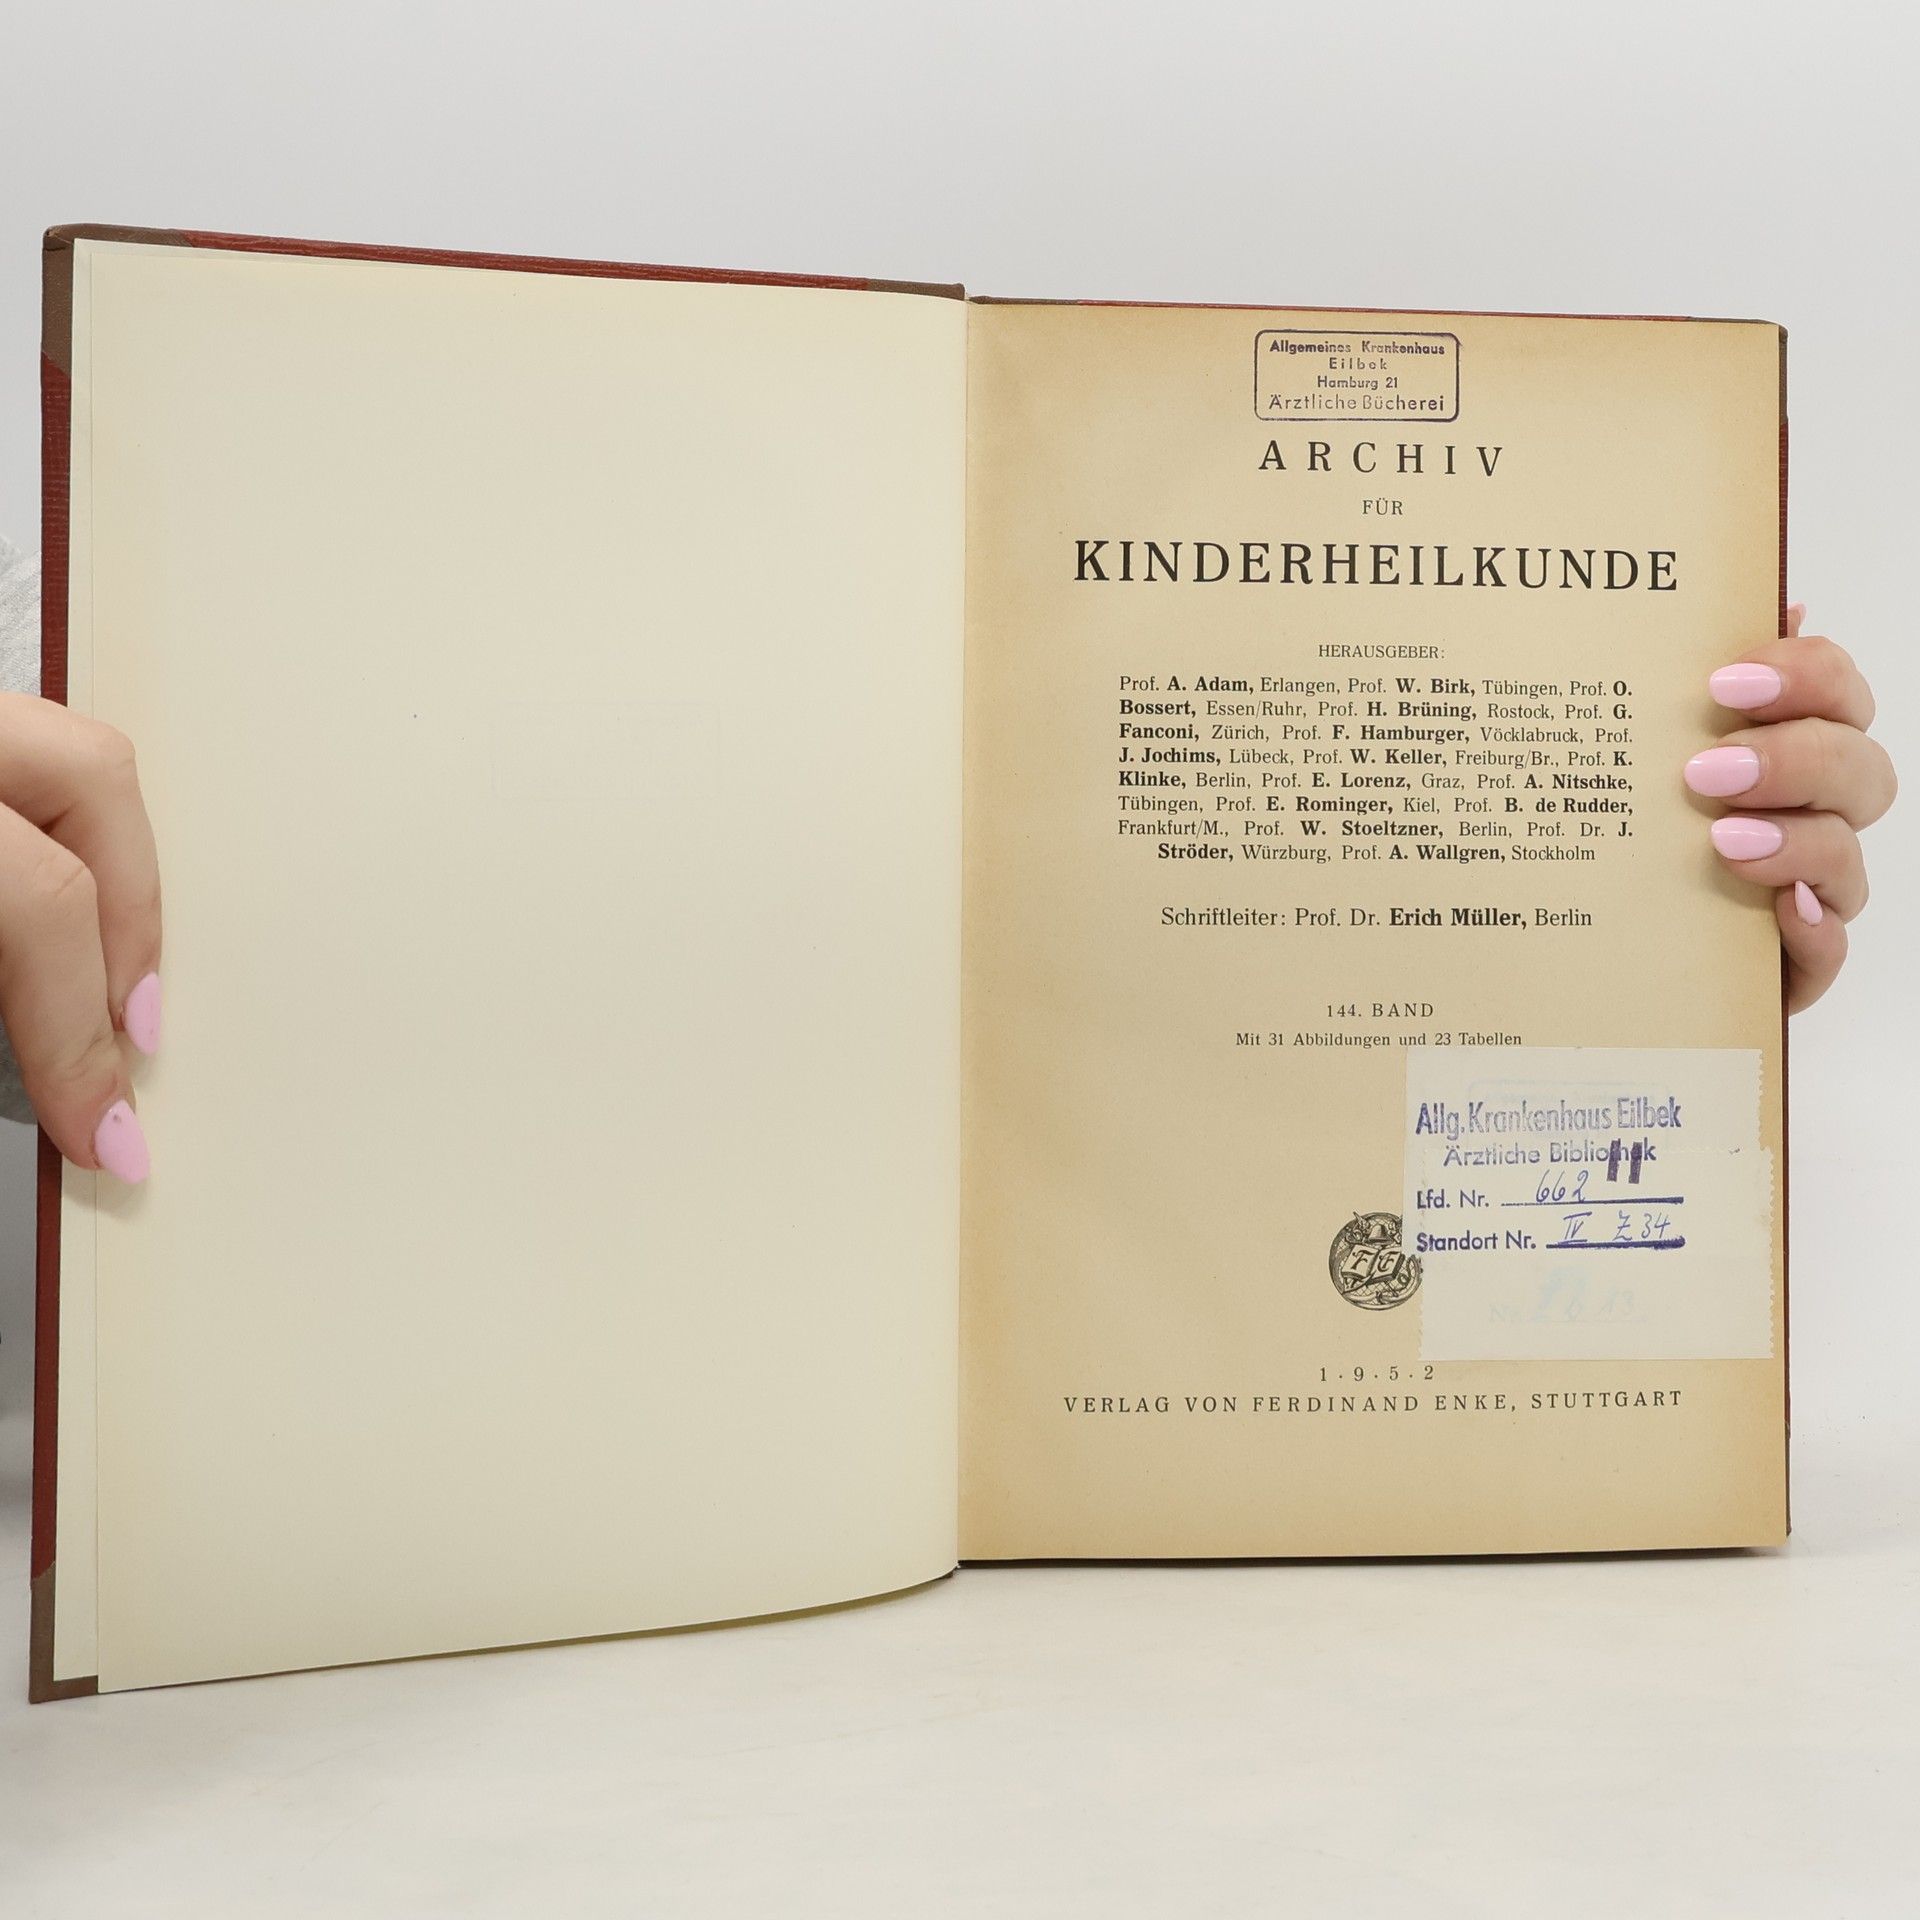 Allgemeines Krankenhaus
Eilbek
Hamburg 21
Ärztliche Bücherei
ARCHIV
FÜR
KINDERHEILKUNDE
HERAUSGEBER:
Prof. A. Adam, Erlangen, Prof. W. Birk, Tübingen, Prof. O.
Bossert, Essen/Ruhr, Prof. H. Brüning, Rostock, Prof. G.
Fanconi, Zürich, Prof. F. Hamburger, Vöcklabruck, Prof.
J. Jochims, Lübeck, Prof. W. Keller, Freiburg/Br., Prof. K.
Klinke, Berlin, Prof. E. Lorenz, Graz, Prof. A. Nitschke,
Tübingen, Prof. E. Rominger, Kiel, Prof. B. de Rudder,
Frankfurt/M., Prof. W. Stoeltzner, Berlin, Prof. Dr. J.
Ströder, Würzburg, Prof. A. Wallgren, Stockholm
Schriftleiter: Prof. Dr. Erich Müller, Berlin
144. BAND
Mit 31 Abbildungen und 23 Tabellen
Allg. Krankenhaus Eilbek
Ärztliche Bibliothek
Lfd. Nr. 662
Standort Nr. IV Z 34
F E
1 · 9 · 5 · 2
VERLAG VON FERDINAND ENKE, STUTTGART